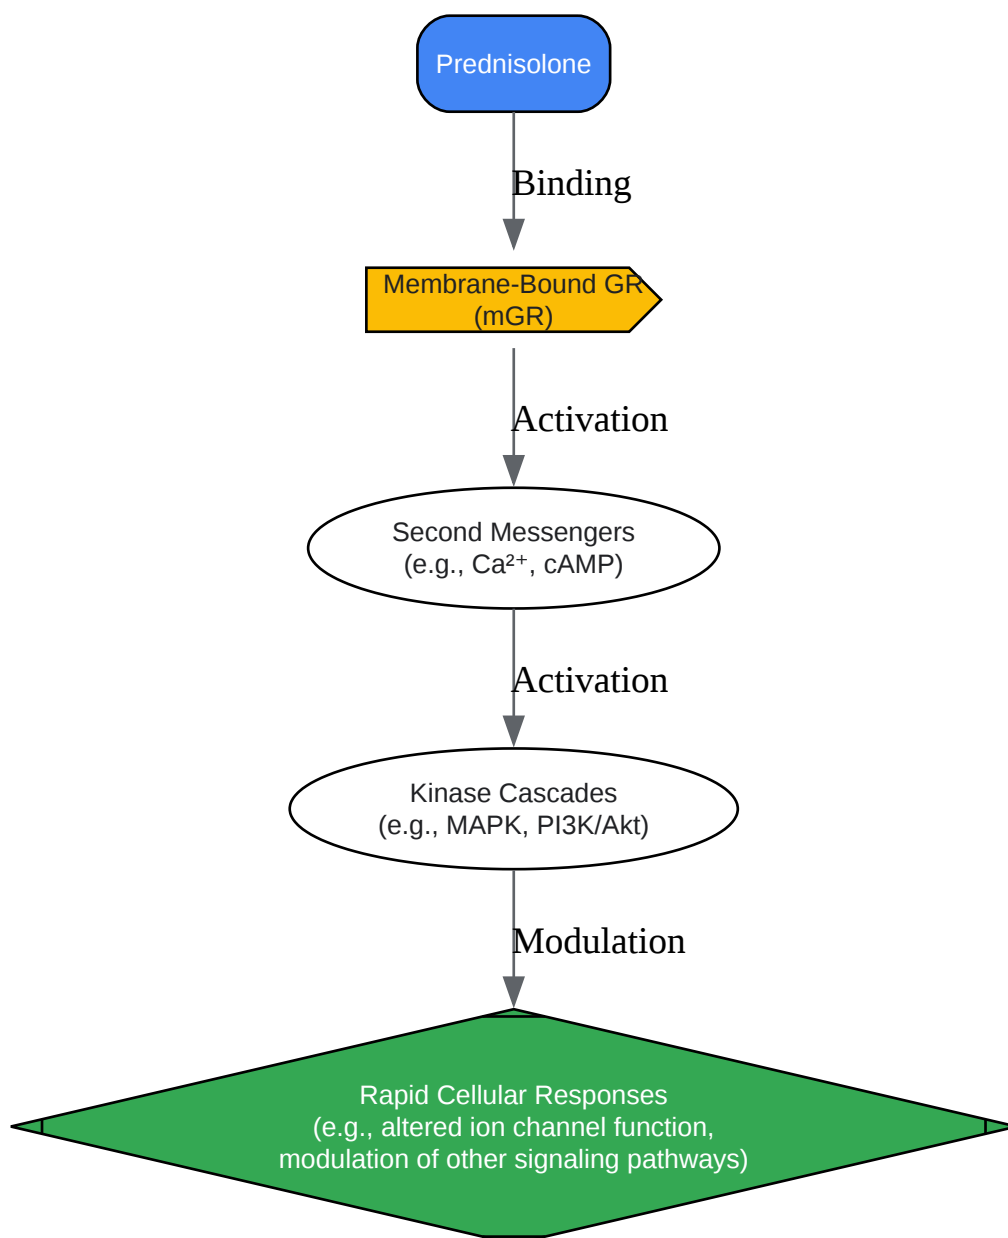 Prednisolone
Binding
Membrane-Bound GR
(mGR)
Activation
Second Messengers
(e.g., Ca²⁺, cAMP)
Activation
Kinase Cascades
(e.g., MAPK, PI3K/Akt)
Modulation
Rapid Cellular Responses
(e.g., altered ion channel function,
modulation of other signaling pathways)